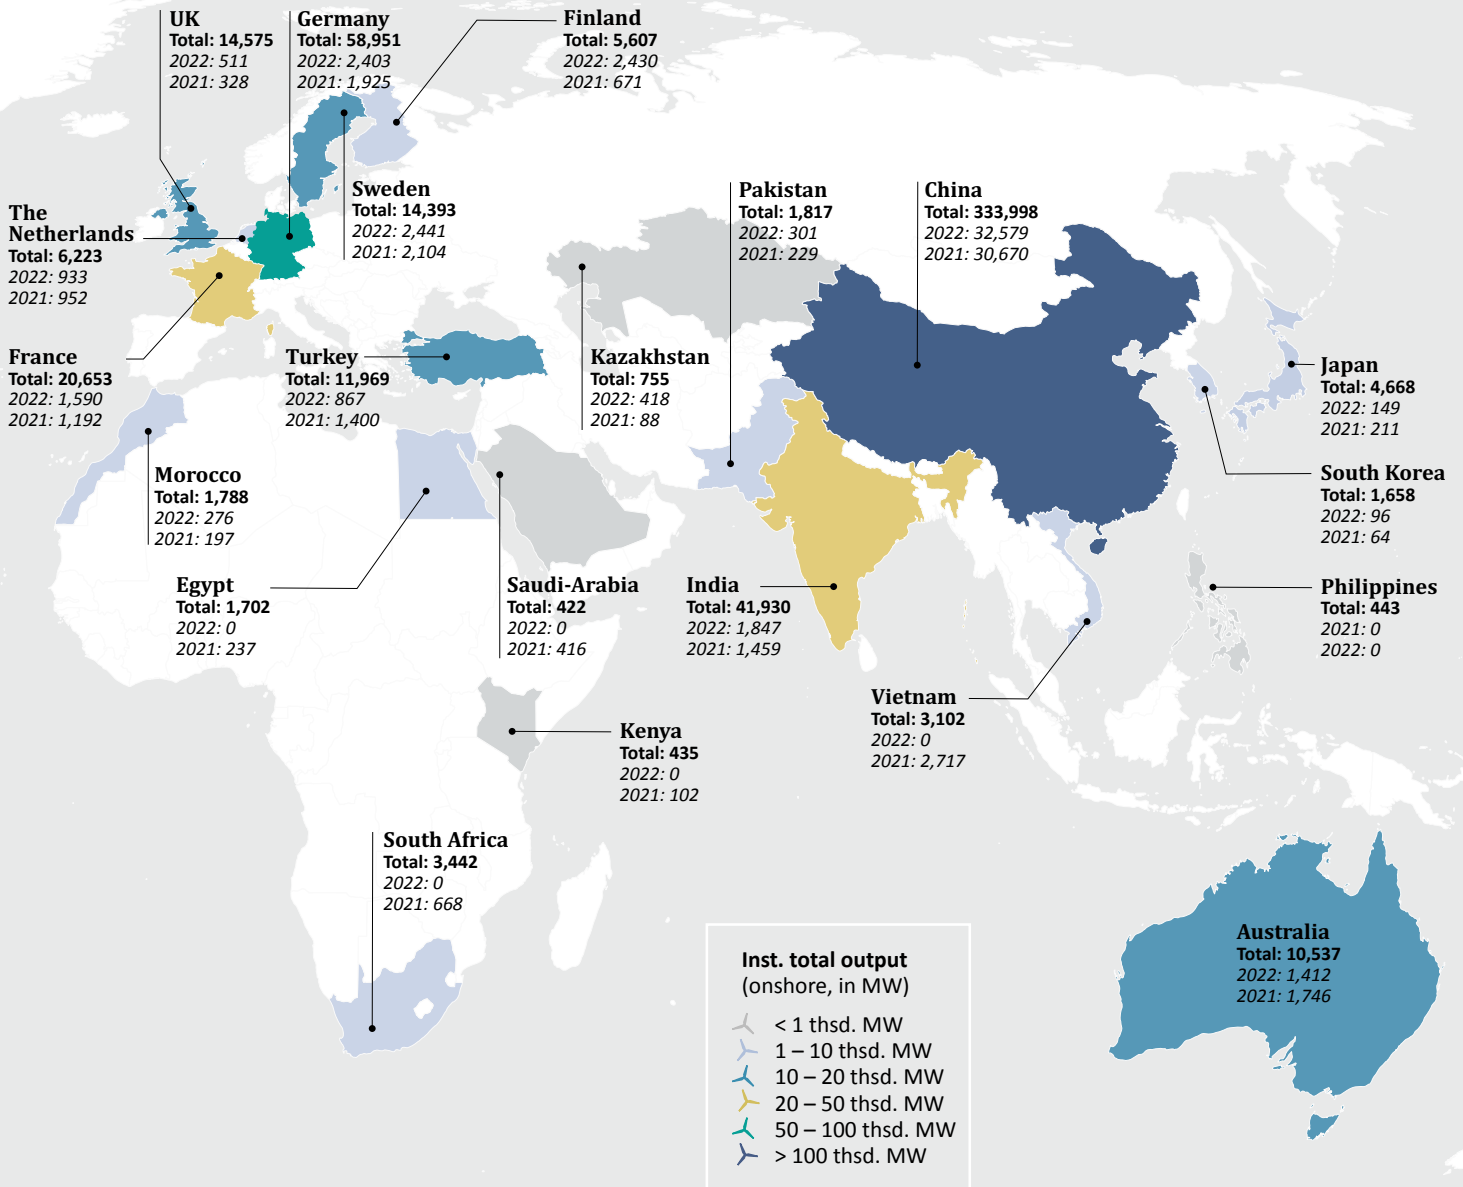 UK
Total: 14,575
2022: 511
2021: 328
Germany
Total: 58,951
2022: 2,403
2021: 1,925
Finland
Total: 5,607
2022: 2,430
2021: 671
Sweden
Total: 14,393
2022: 2,441
2021: 2,104
The
Netherlands
Total: 6,223
2022: 933
2021: 952
Pakistan
Total: 1,817
2022: 301
2021: 229
China
Total: 333,998
2022: 32,579
2021: 30,670
France
Total: 20,653
2022: 1,590
2021: 1,192
Turkey
Total: 11,969
2022: 867
2021: 1,400
Kazakhstan
Total: 755
2022: 418
2021: 88
Japan
Total: 4,668
2022: 149
2021: 211
Morocco
Total: 1,788
2022: 276
2021: 197
South Korea
Total: 1,658
2022: 96
2021: 64
Egypt
Total: 1,702
2022: 0
2021: 237
Saudi-Arabia
Total: 422
2022: 0
2021: 416
India
Total: 41,930
2022: 1,847
2021: 1,459
Philippines
Total: 443
2021: 0
2022: 0
Vietnam
Total: 3,102
2022: 0
2021: 2,717
Kenya
Total: 435
2022: 0
2021: 102
South Africa
Total: 3,442
2022: 0
2021: 668
Australia
Total: 10,537
2022: 1,412
2021: 1,746
Inst. total output
(onshore, in MW)
< 1 thsd. MW
1 – 10 thsd. MW
10 – 20 thsd. MW
20 – 50 thsd. MW
50 – 100 thsd. MW
> 100 thsd. MW